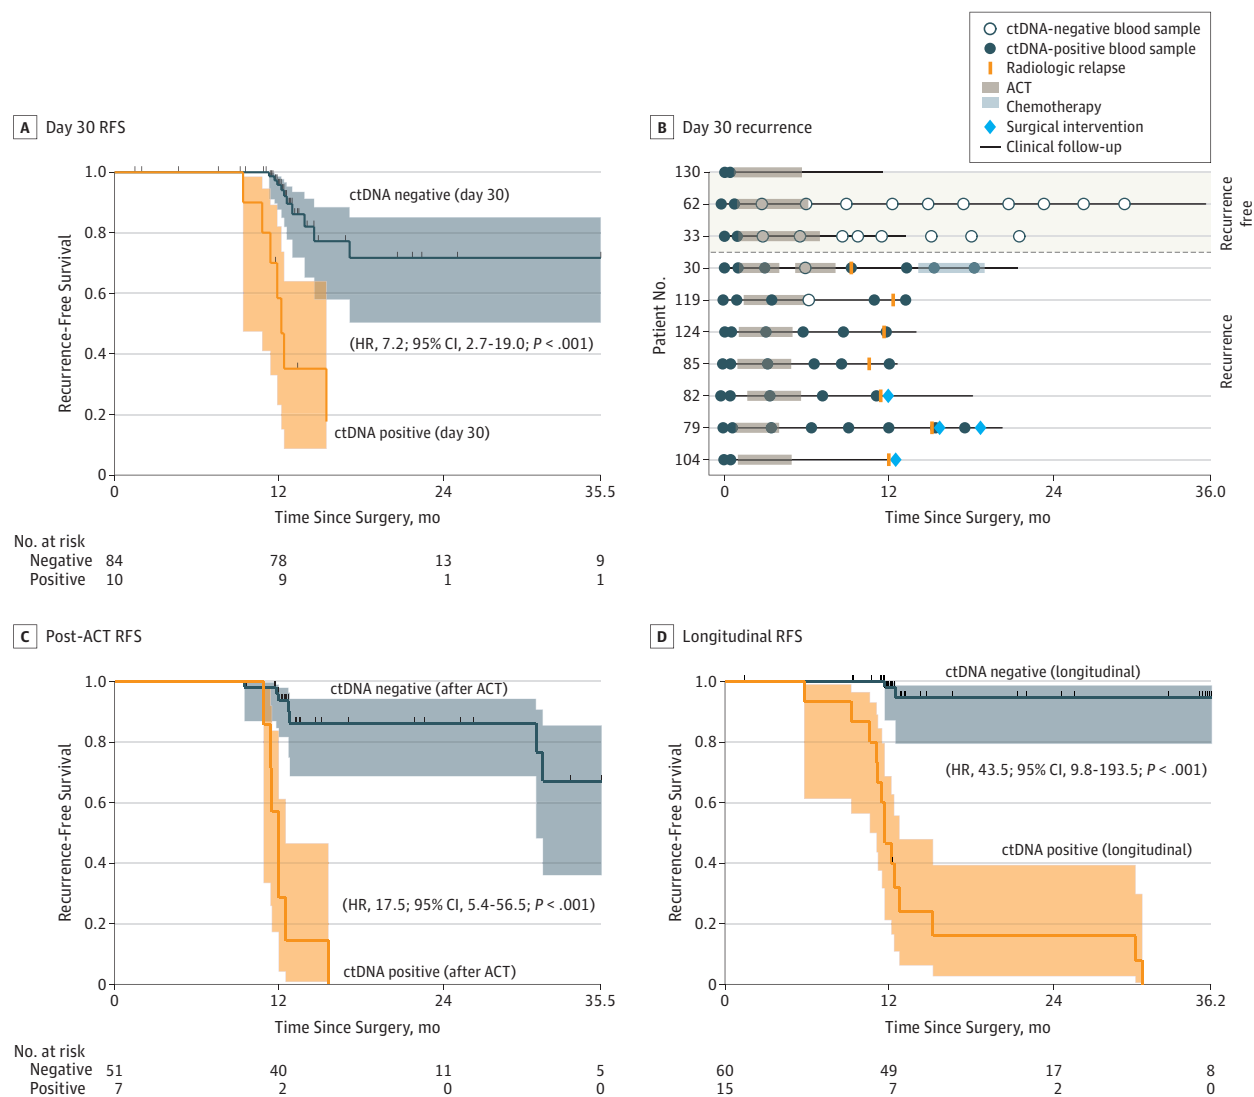 ctDNA-negative blood sample
ctDNA-positive blood sample
Radiologic relapse
ACT
Chemotherapy
Surgical intervention
Clinical follow-up
A Day 30 RFS
1.0
0.8
0.6
0.4
0.2
0
Recurrence-Free Survival
ctDNA negative (day 30)
(HR, 7.2; 95% CI, 2.7-19.0; P < .001)
ctDNA positive (day 30)
0 12 24 35.5
Time Since Surgery, mo
No. at risk
Negative 84 78 13 9
Positive 10 9 1 1
B Day 30 recurrence
Patient No.
130
62
33
30
119
124
85
82
79
104
Recurrence
free
Recurrence
0 12 24 36.0
Time Since Surgery, mo
C Post-ACT RFS
1.0
0.8
0.6
0.4
0.2
0
Recurrence-Free Survival
ctDNA negative (after ACT)
(HR, 17.5; 95% CI, 5.4-56.5; P < .001)
ctDNA positive (after ACT)
0 12 24 35.5
Time Since Surgery, mo
No. at risk
Negative 51 40 11 5
Positive 7 2 0 0
D Longitudinal RFS
1.0
0.8
0.6
0.4
0.2
0
Recurrence-Free Survival
ctDNA negative (longitudinal)
(HR, 43.5; 95% CI, 9.8-193.5; P < .001)
ctDNA positive (longitudinal)
0 12 24 36.2
Time Since Surgery, mo
60 49 17 8
15 7 2 0